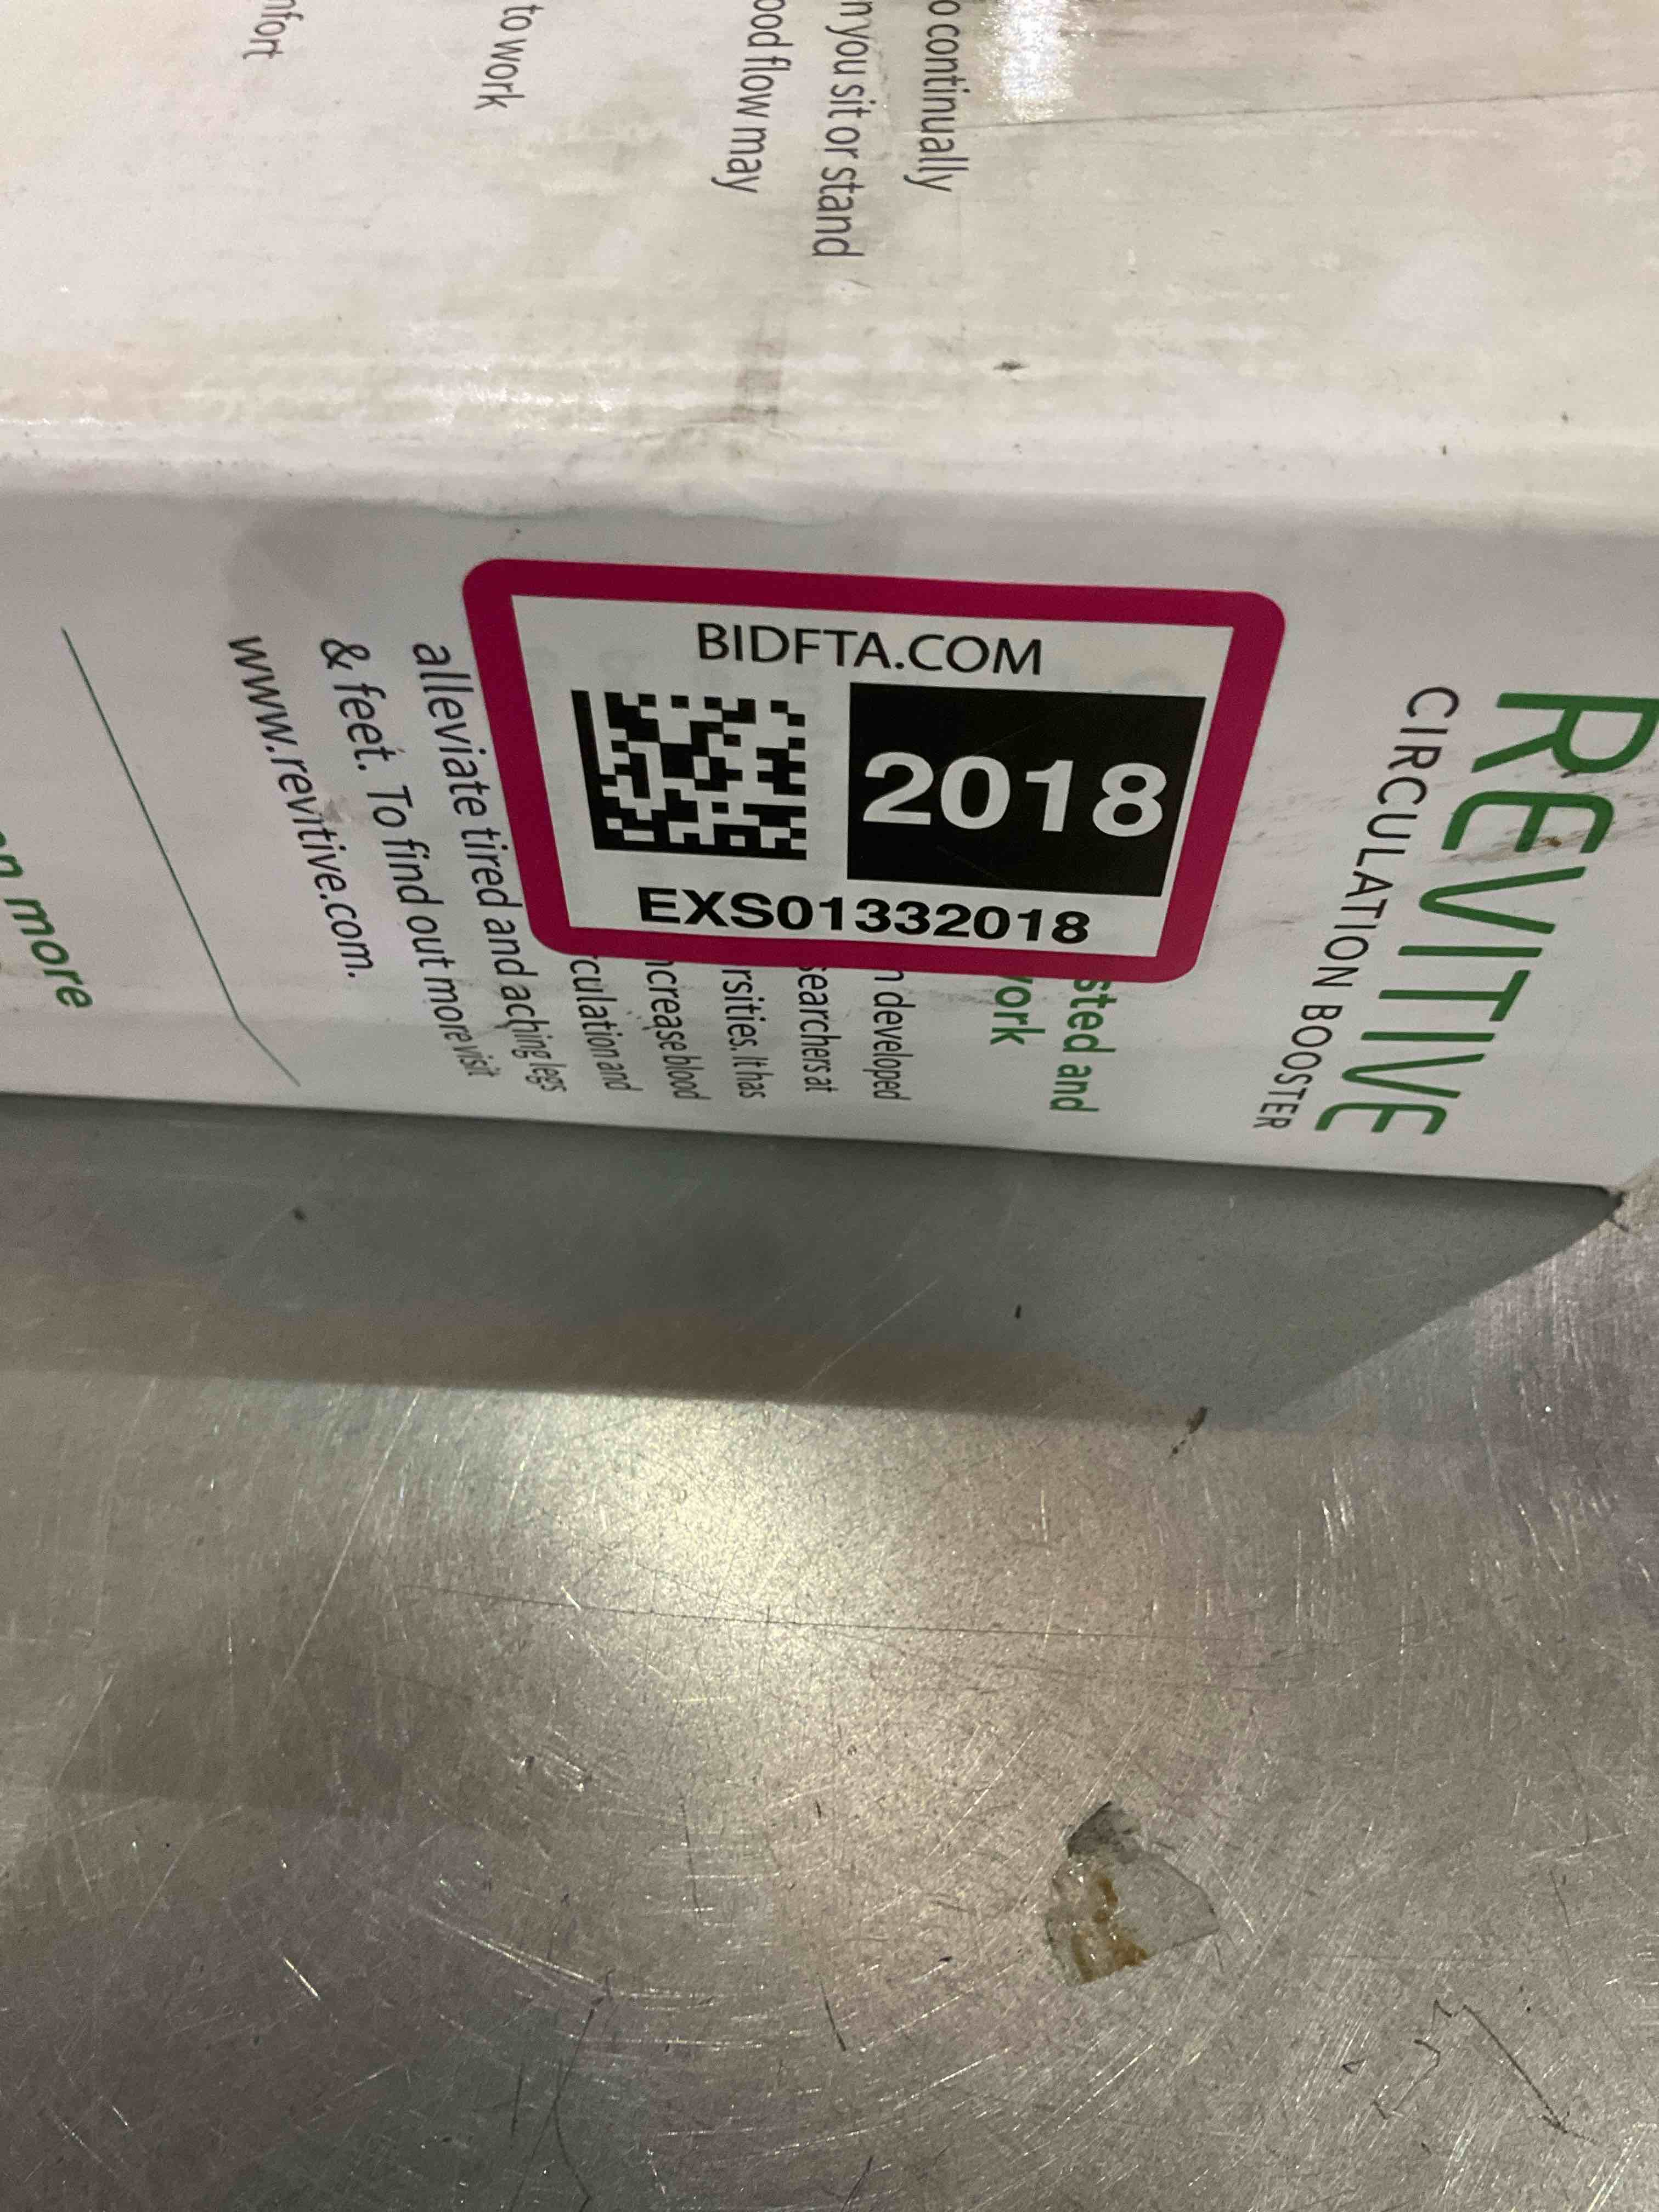 o continually
n you sit or stand
ood flow may
to work
nfort
BIDFTA.COM
2018
EXS01332018
REVITIVE
CIRCULATION BOOSTER
sted and
work
n developed
searchers at
rsities. It has
ncrease blood
culation and
alleviate tired and aching legs
& feet. To find out more visit
www.revitive.com.
more